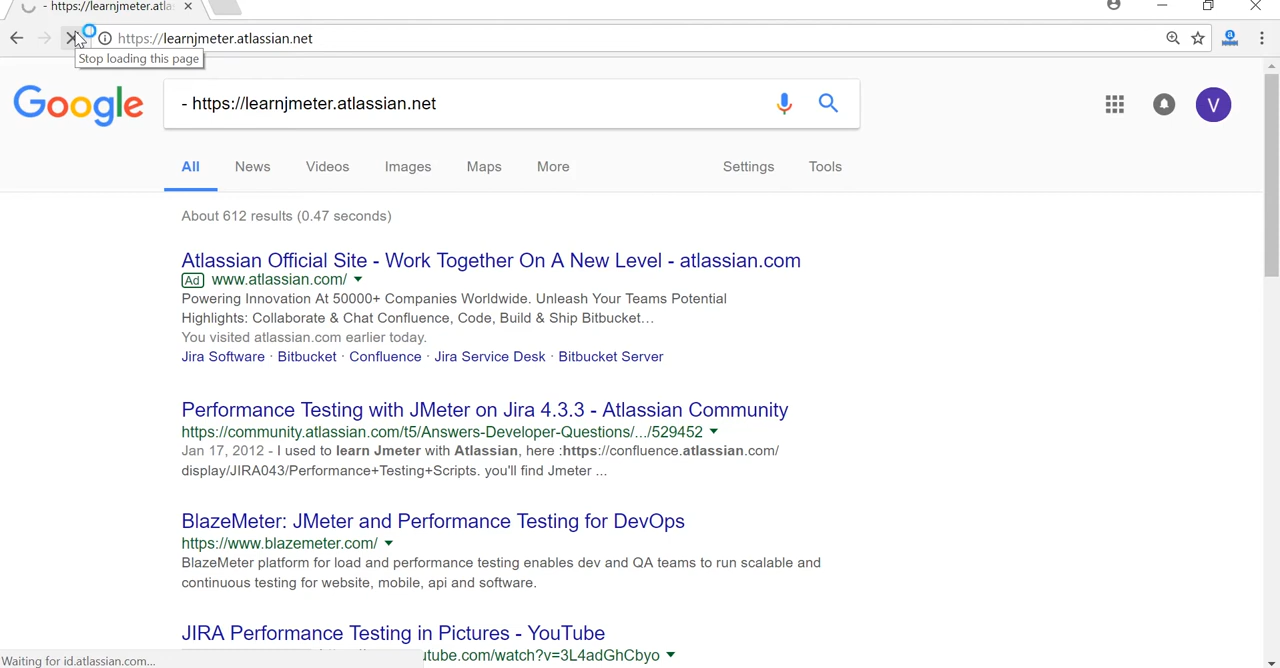 - https://learnjmeter.atla
https://learnjmeter.atlassian.net
Stop loading this page
Google
- https://learnjmeter.atlassian.net
V
All News Videos Images Maps More Settings Tools
About 612 results (0.47 seconds)
Atlassian Official Site - Work Together On A New Level - atlassian.com
Ad www.atlassian.com/
Powering Innovation At 50000+ Companies Worldwide. Unleash Your Teams Potential
Highlights: Collaborate & Chat Confluence, Code, Build & Ship Bitbucket…
You visited atlassian.com earlier today.
Jira Software · Bitbucket · Confluence · Jira Service Desk · Bitbucket Server
Performance Testing with JMeter on Jira 4.3.3 - Atlassian Community
https://community.atlassian.com/t5/Answers-Developer-Questions/.../529452
Jan 17, 2012 - I used to learn Jmeter with Atlassian, here :https://confluence.atlassian.com/
display/JIRA043/Performance+Testing+Scripts. you'll find Jmeter ...
BlazeMeter: JMeter and Performance Testing for DevOps
https://www.blazemeter.com/
BlazeMeter platform for load and performance testing enables dev and QA teams to run scalable and
continuous testing for website, mobile, api and software.
JIRA Performance Testing in Pictures - YouTube
utube.com/watch?v=3L4adGhCbyo
Waiting for id.atlassian.com...